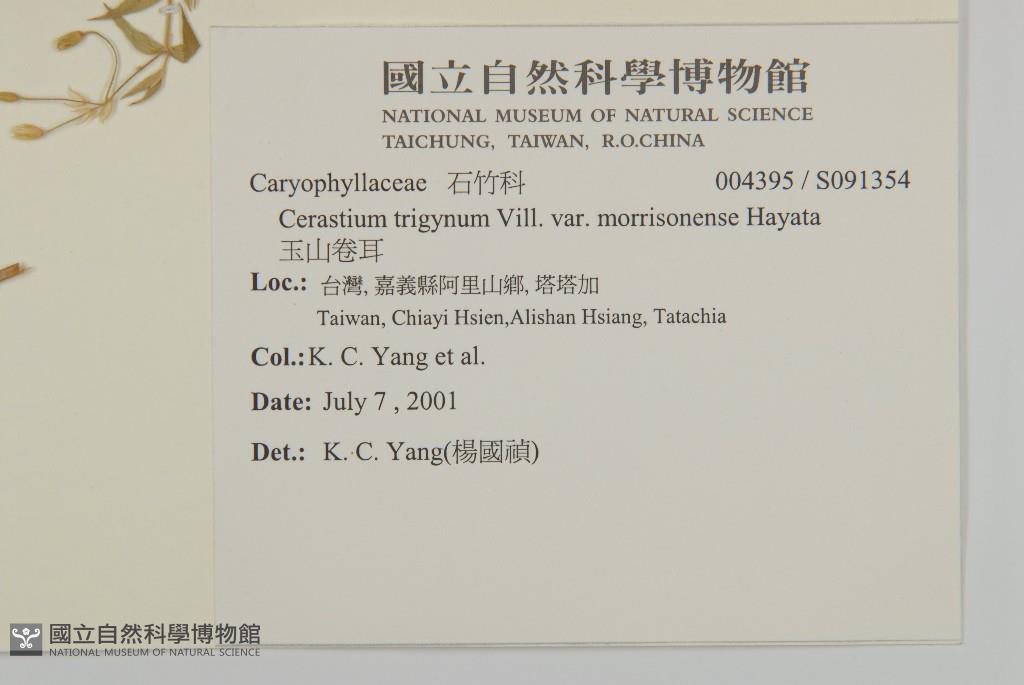 國立自然科學博物館
NATIONAL MUSEUM OF NATURAL SCIENCE
TAICHUNG, TAIWAN, R.O.CHINA
Caryophyllaceae 石竹科 004395 / S091354
Cerastium trigynum Vill. var. morrisonense Hayata
玉山卷耳
Loc.: 台灣, 嘉義縣阿里山鄉, 塔塔加
Taiwan, Chiayi Hsien,Alishan Hsiang, Tatachia
Col.:K. C. Yang et al.
Date: July 7 , 2001
Det.: K. C. Yang(楊國禎)
國立自然科學博物館
NATIONAL MUSEUM OF NATURAL SCIENCE